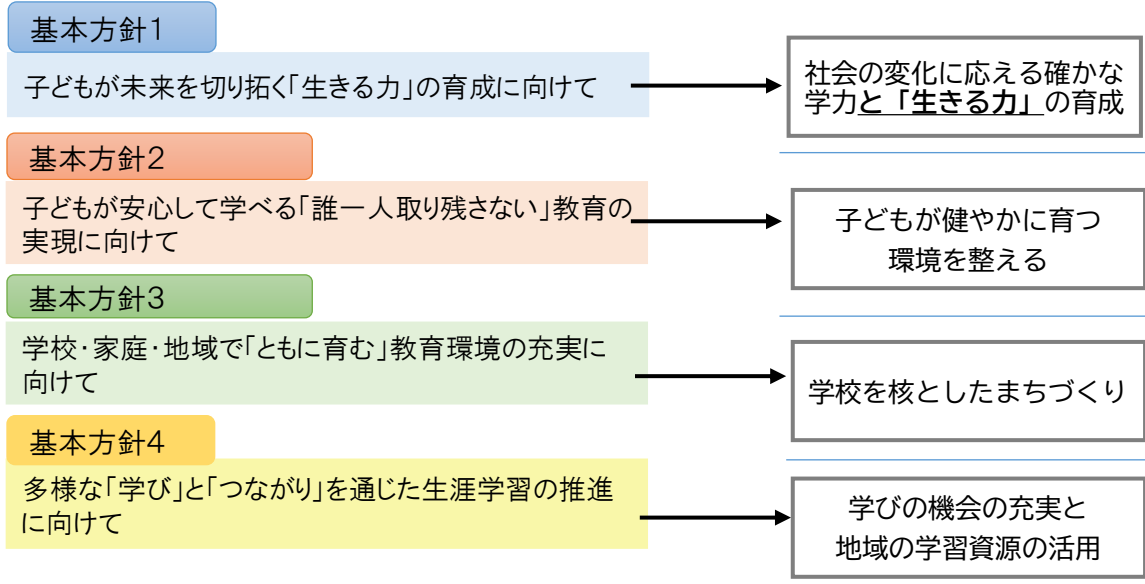 基本方針1
子どもが未来を切り拓く「生きる力」の育成に向けて
社会の変化に応える確かな
学力と「生きる力」の育成
基本方針2
子どもが安心して学べる「誰一人取り残さない」教育の
実現に向けて
子どもが健やかに育つ
環境を整える
基本方針3
学校・家庭・地域で「ともに育む」教育環境の充実に
向けて
学校を核としたまちづくり
基本方針4
多様な「学び」と「つながり」を通じた生涯学習の推進
に向けて
学びの機会の充実と
地域の学習資源の活用